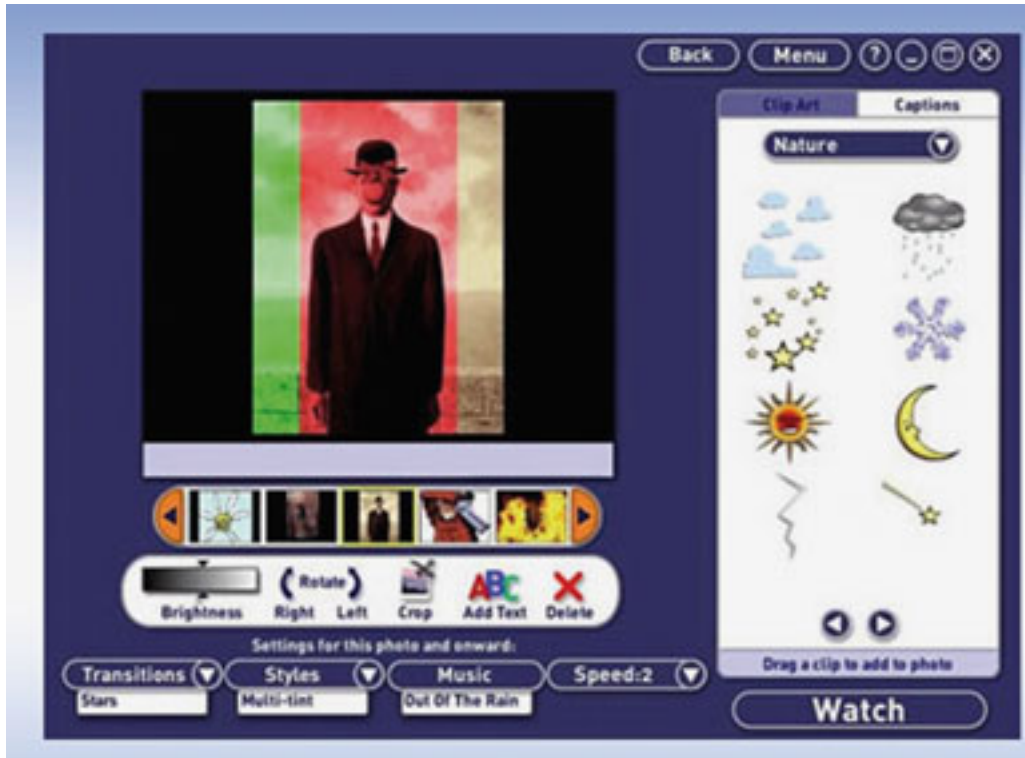 Back Menu ?
Clip Art Captions
Nature
Brightness
Rotate
Right Left
Crop
ABC
Add Text
Delete
Settings for this photo and onward:
Transitions Styles Music Speed:2
Stars Multi-tint Out Of The Rain
Drag a clip to add to photo
Watch